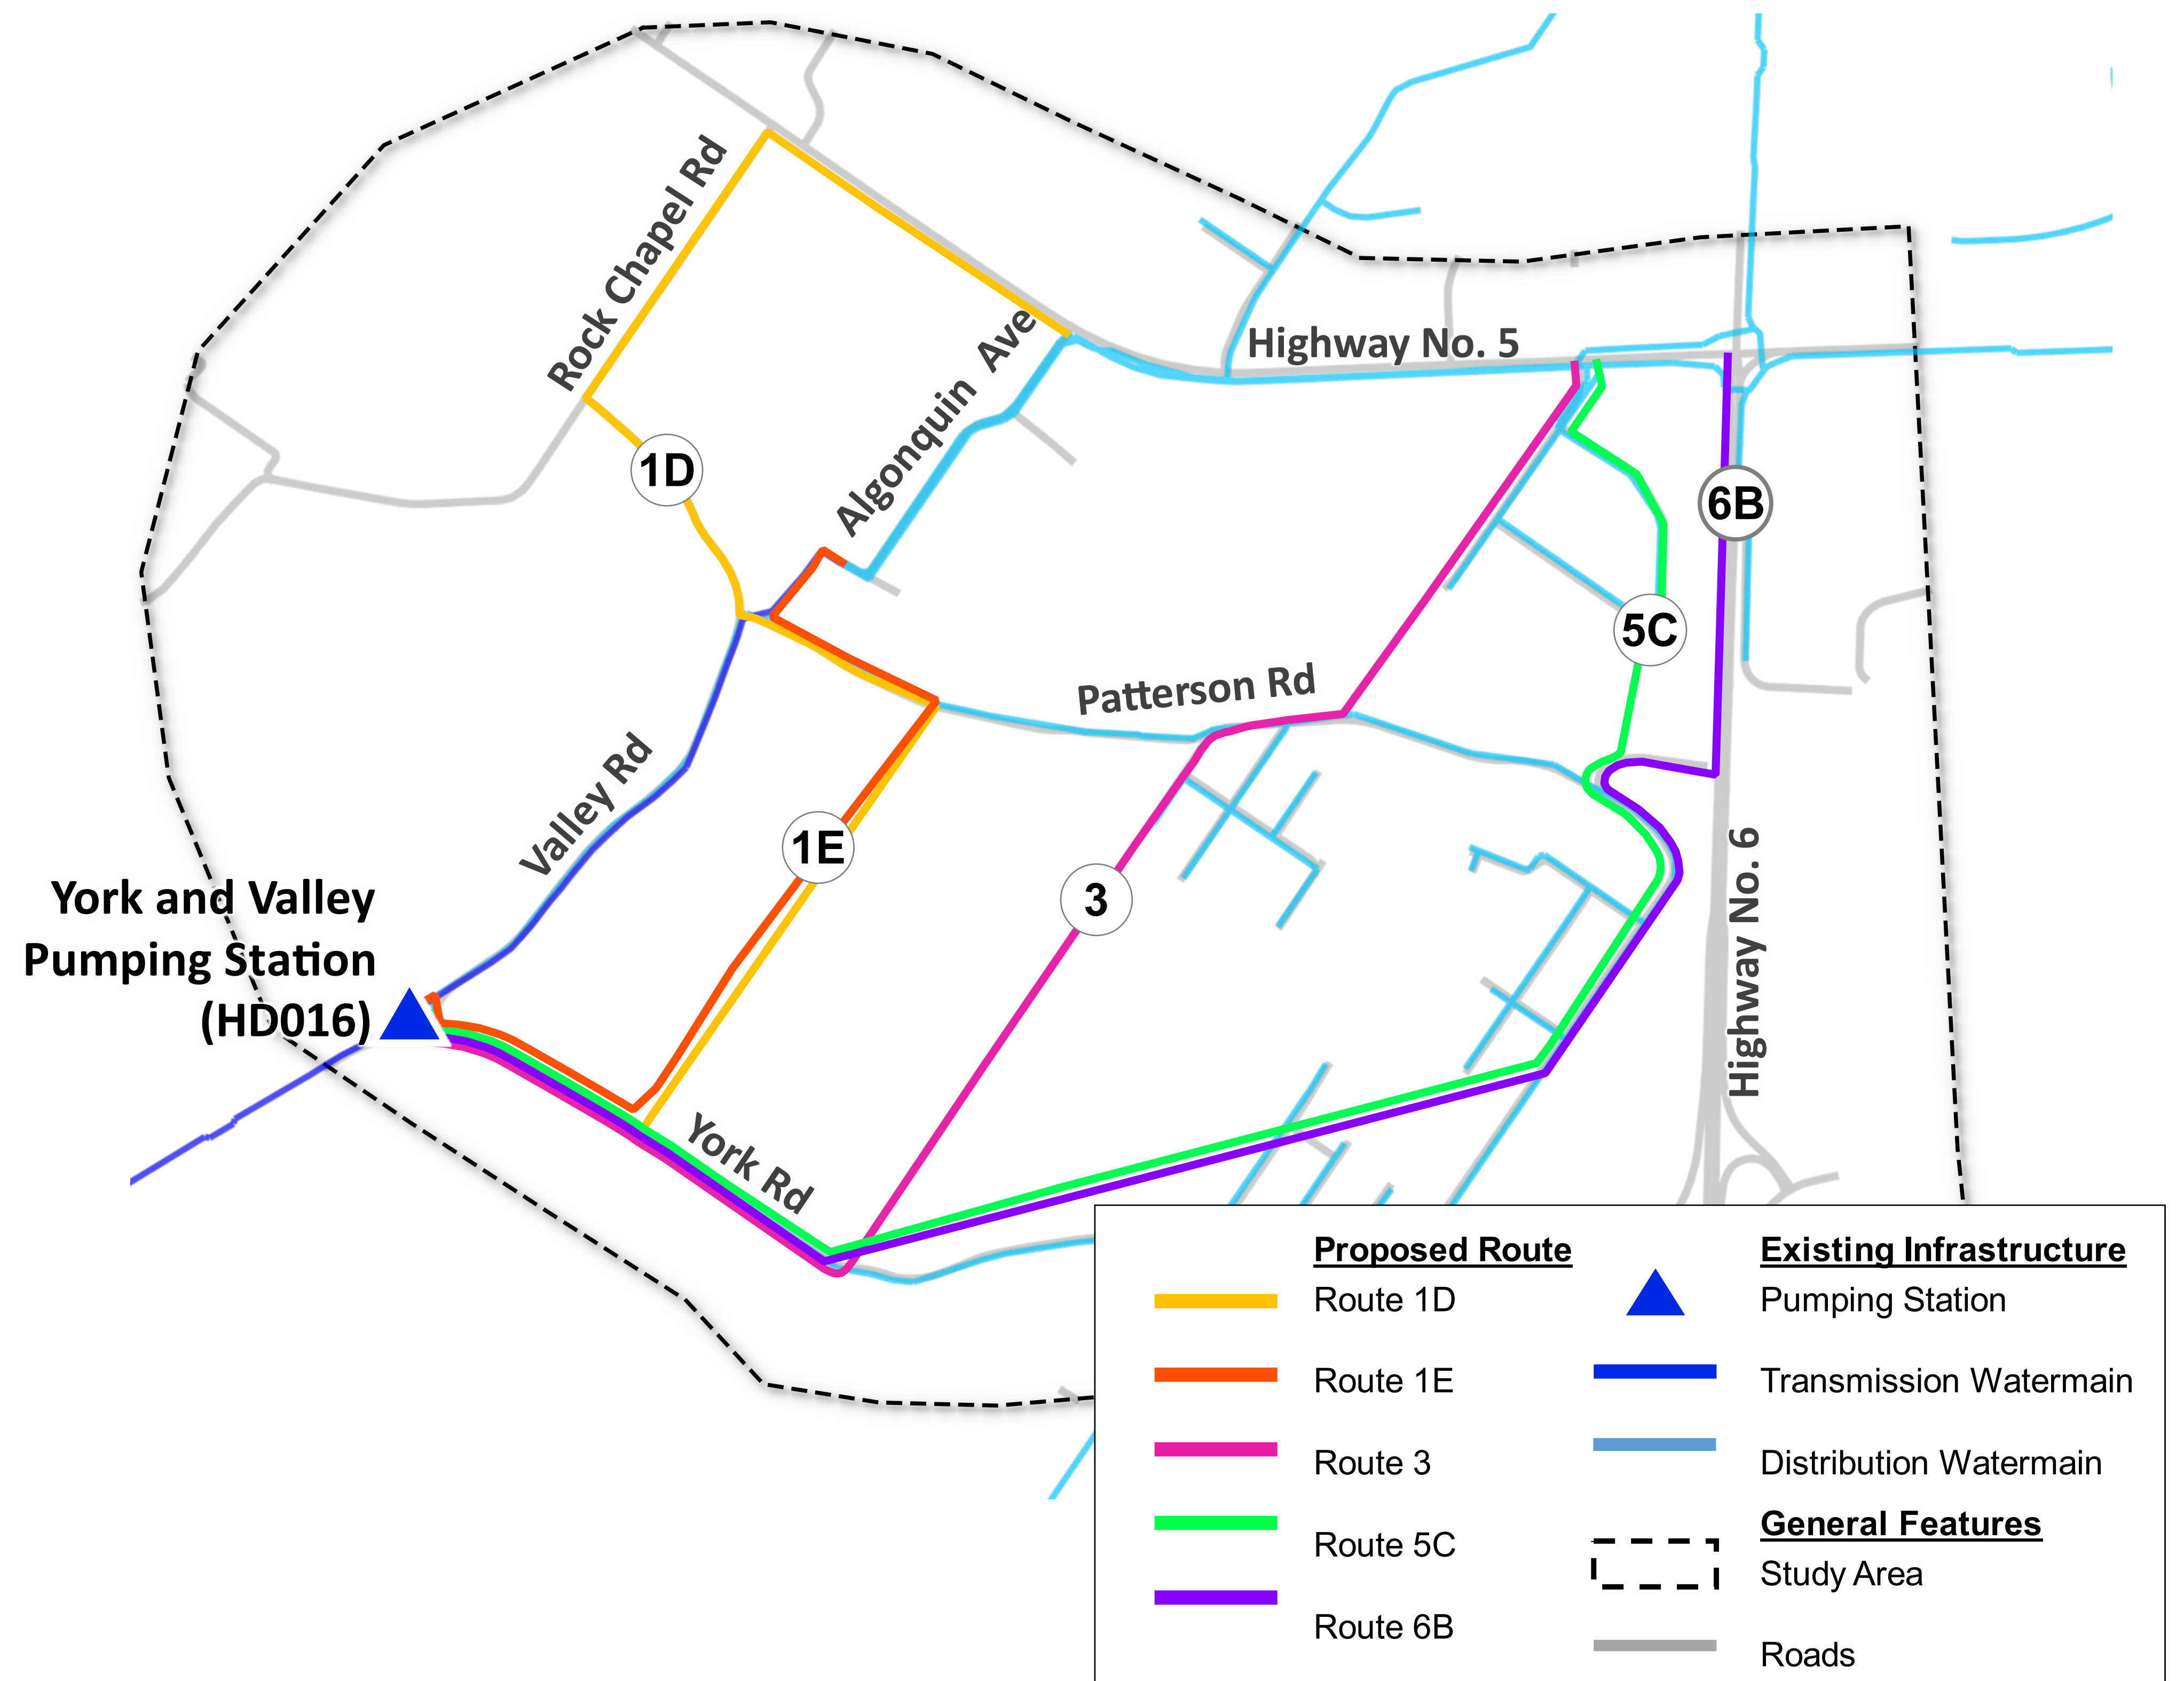 Rock Chapel Rd
Algonquin Ave
Highway No. 5
1D
6B
5C
Patterson Rd
Valley Rd
1E
3
York and Valley
Pumping Station
(HD016)
Highway No. 6
York Rd
Proposed Route
Route 1D
Route 1E
Route 3
Route 5C
Route 6B
Existing Infrastructure
Pumping Station
Transmission Watermain
Distribution Watermain
General Features
Study Area
Roads